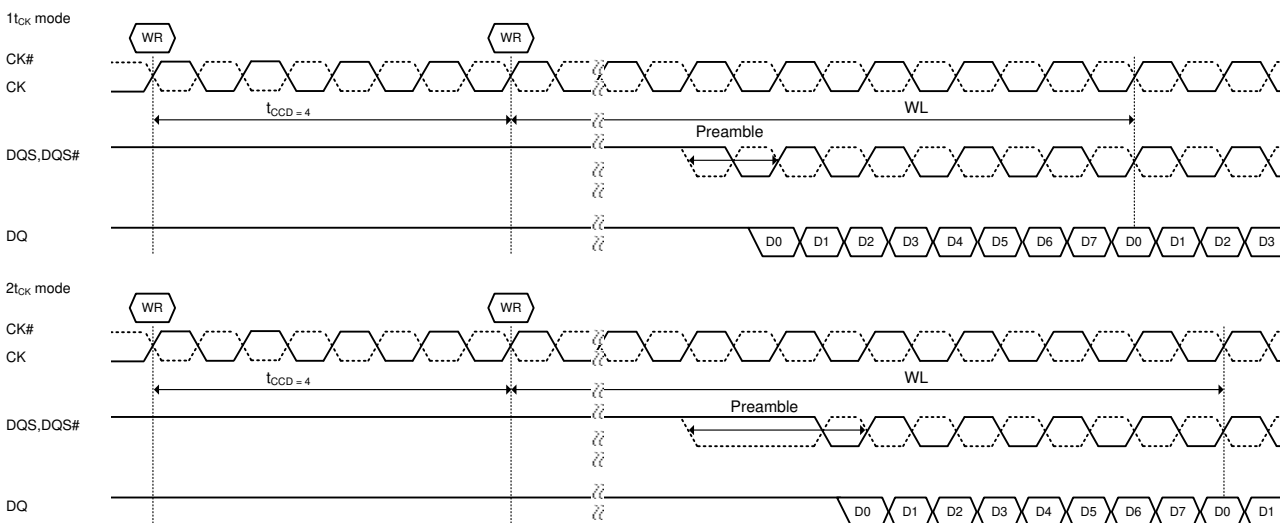 1tCK mode
WR WR
CK#
CK
tCCD = 4 WL
Preamble
DQS,DQS#
DQ D0 D1 D2 D3 D4 D5 D6 D7 D0 D1 D2 D3
2tCK mode
WR WR
CK#
CK
tCCD = 4 WL
Preamble
DQS,DQS#
DQ D0 D1 D2 D3 D4 D5 D6 D7 D0 D1